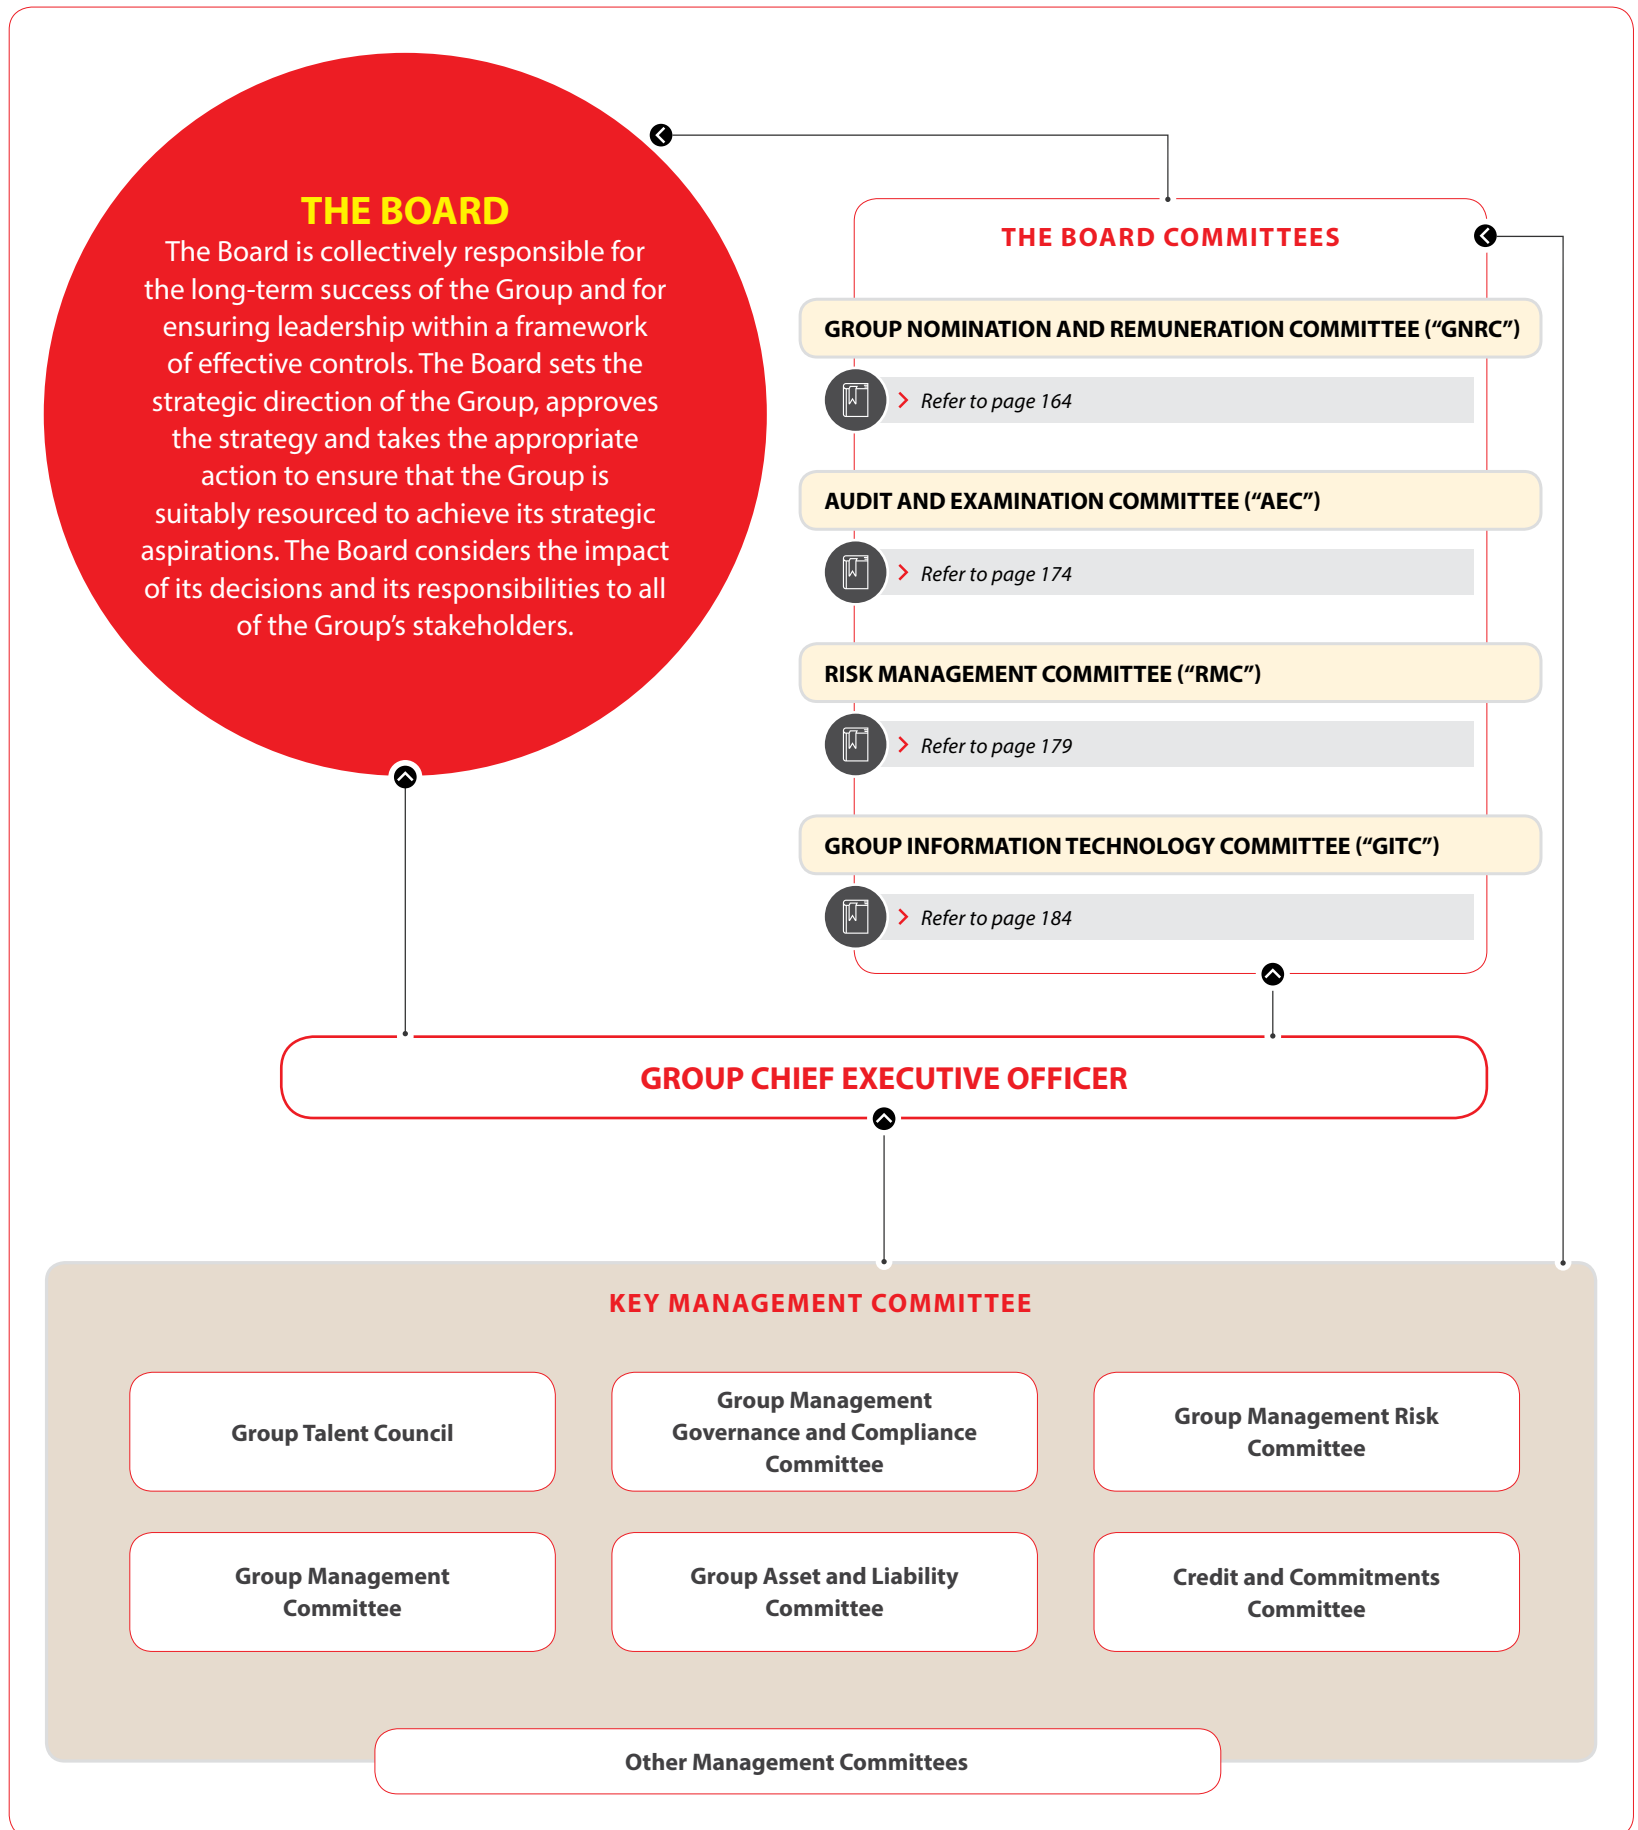 THE BOARD
The Board is collectively responsible for
the long-term success of the Group and for
ensuring leadership within a framework
of effective controls. The Board sets the
strategic direction of the Group, approves
the strategy and takes the appropriate
action to ensure that the Group is
suitably resourced to achieve its strategic
aspirations. The Board considers the impact
of its decisions and its responsibilities to all
of the Group’s stakeholders.
THE BOARD COMMITTEES
GROUP NOMINATION AND REMUNERATION COMMITTEE (“GNRC”)
Refer to page 164
AUDIT AND EXAMINATION COMMITTEE (“AEC”)
Refer to page 174
RISK MANAGEMENT COMMITTEE (“RMC”)
Refer to page 179
GROUP INFORMATION TECHNOLOGY COMMITTEE (“GITC”)
Refer to page 184
GROUP CHIEF EXECUTIVE OFFICER
KEY MANAGEMENT COMMITTEE
Group Talent Council
Group Management
Governance and Compliance
Committee
Group Management Risk
Committee
Group Management
Committee
Group Asset and Liability
Committee
Credit and Commitments
Committee
Other Management Committees